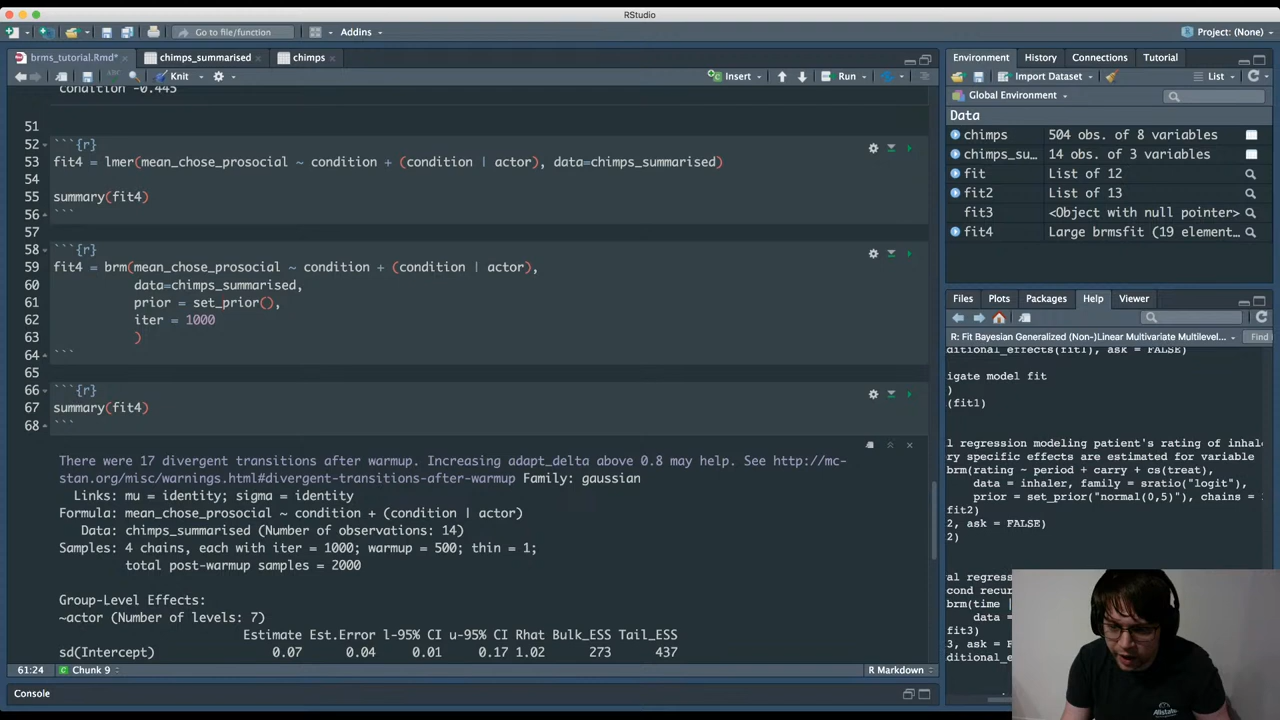 RStudio
Go to file/function
Addins
Project: (None)
brms_tutorial.Rmd*
chimps_summarised
chimps
Knit
Insert
Run
condition -0.445
51
52 ```{r}
53 fit4 = lmer(mean_chose_prosocial ~ condition + (condition | actor), data=chimps_summarised)
54
55 summary(fit4)
56 ```
57
58 ```{r}
59 fit4 = brm(mean_chose_prosocial ~ condition + (condition | actor),
60 data=chimps_summarised,
61 prior = set_prior(),
62 iter = 1000
63 )
64 ```
65
66 ```{r}
67 summary(fit4)
68 ```
There were 17 divergent transitions after warmup. Increasing adapt_delta above 0.8 may help. See http://mc-
stan.org/misc/warnings.html#divergent-transitions-after-warmup Family: gaussian
Links: mu = identity; sigma = identity
Formula: mean_chose_prosocial ~ condition + (condition | actor)
Data: chimps_summarised (Number of observations: 14)
Samples: 4 chains, each with iter = 1000; warmup = 500; thin = 1;
total post-warmup samples = 2000
Group-Level Effects:
~actor (Number of levels: 7)
Estimate Est.Error l-95% CI u-95% CI Rhat Bulk_ESS Tail_ESS
sd(Intercept) 0.07 0.04 0.01 0.17 1.02 273 437
61:24
Chunk 9
R Markdown
Console
Environment
History
Connections
Tutorial
Import Dataset
List
Global Environment
Data
chimps 504 obs. of 8 variables
chimps_su… 14 obs. of 3 variables
fit List of 12
fit2 List of 13
fit3 <Object with null pointer>
fit4 Large brmsfit (19 element…
Files
Plots
Packages
Help
Viewer
R: Fit Bayesian Generalized (Non-)Linear Multivariate Multilevel...
Find
ditional_effects(fit1), ask = FALSE)
igate model fit
)
(fit1)
l regression modeling patient's rating of inhale
ry specific effects are estimated for variable
brm(rating ~ period + carry + cs(treat),
data = inhaler, family = sratio("logit"),
prior = set_prior("normal(0,5)"), chains =
fit2)
2, ask = FALSE)
2)
al regres
cond recur
brm(time |
data =
fit3)
3, ask =
ditional_e